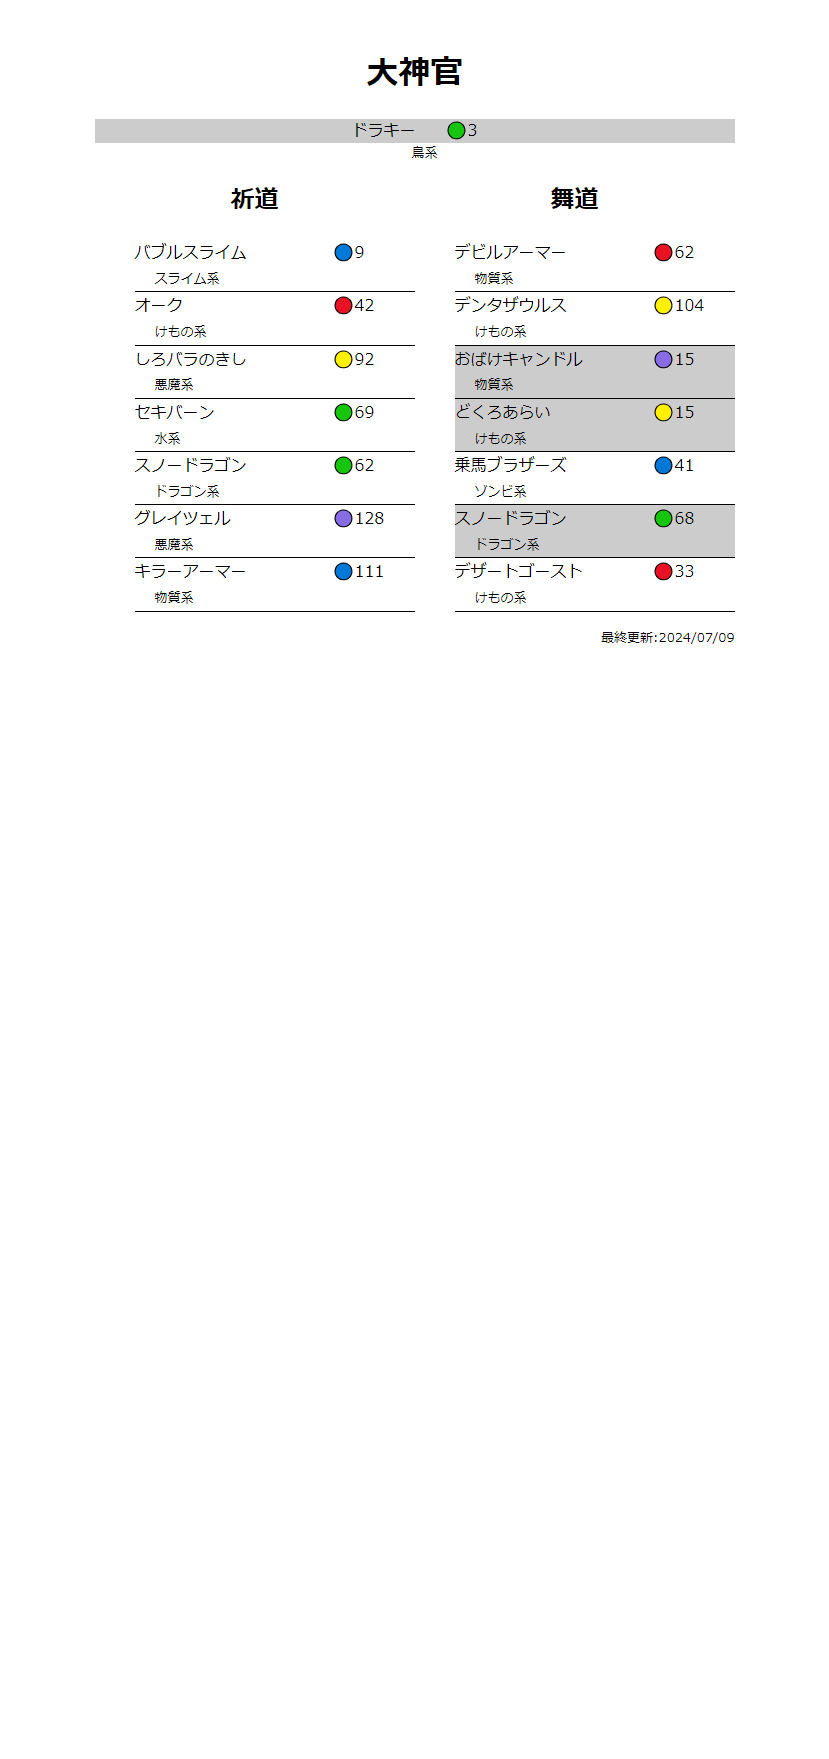 大神官
ドラキー 3
鳥系
祈道
バブルスライム 9
スライム系
オーク 42
けもの系
しろバラのきし 92
悪魔系
セキバーン 69
水系
スノードラゴン 62
ドラゴン系
グレイツェル 128
悪魔系
キラーアーマー 111
物質系
舞道
デビルアーマー 62
物質系
デンタザウルス 104
けもの系
おばけキャンドル 15
物質系
どくろあらい 15
けもの系
乗馬ブラザーズ 41
ゾンビ系
スノードラゴン 68
ドラゴン系
デザートゴースト 33
けもの系
最終更新:2024/07/09